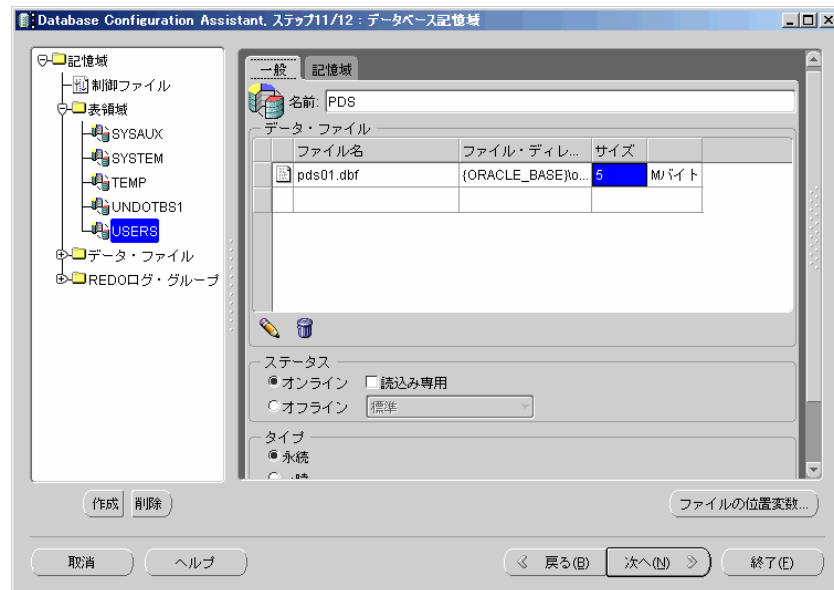 Database Configuration Assistant, ステップ11/12 : データベース記憶域
記憶域
制御ファイル
表領域
SYSAUX
SYSTEM
TEMP
UNDOTBS1
USERS
データ・ファイル
REDOログ・グループ
一般 記憶域
名前: PDS
データ・ファイル
ファイル名 ファイル・ディレ... サイズ
pds01.dbf {ORACLE_BASE}\o... 5 Mバイト
ステータス
オンライン 読込み専用
オフライン 標準
タイプ
永続
作成 削除 ファイルの位置変数...
取消 ヘルプ 戻る(B) 次へ(N) 終了(F)